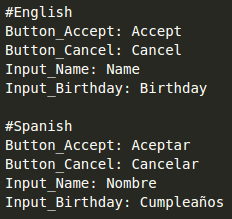 #English
Button_Accept: Accept
Button_Cancel: Cancel
Input_Name: Name
Input_Birthday: Birthday

#Spanish
Button_Accept: Aceptar
Button_Cancel: Cancelar
Input_Name: Nombre
Input_Birthday: Cumpleaños